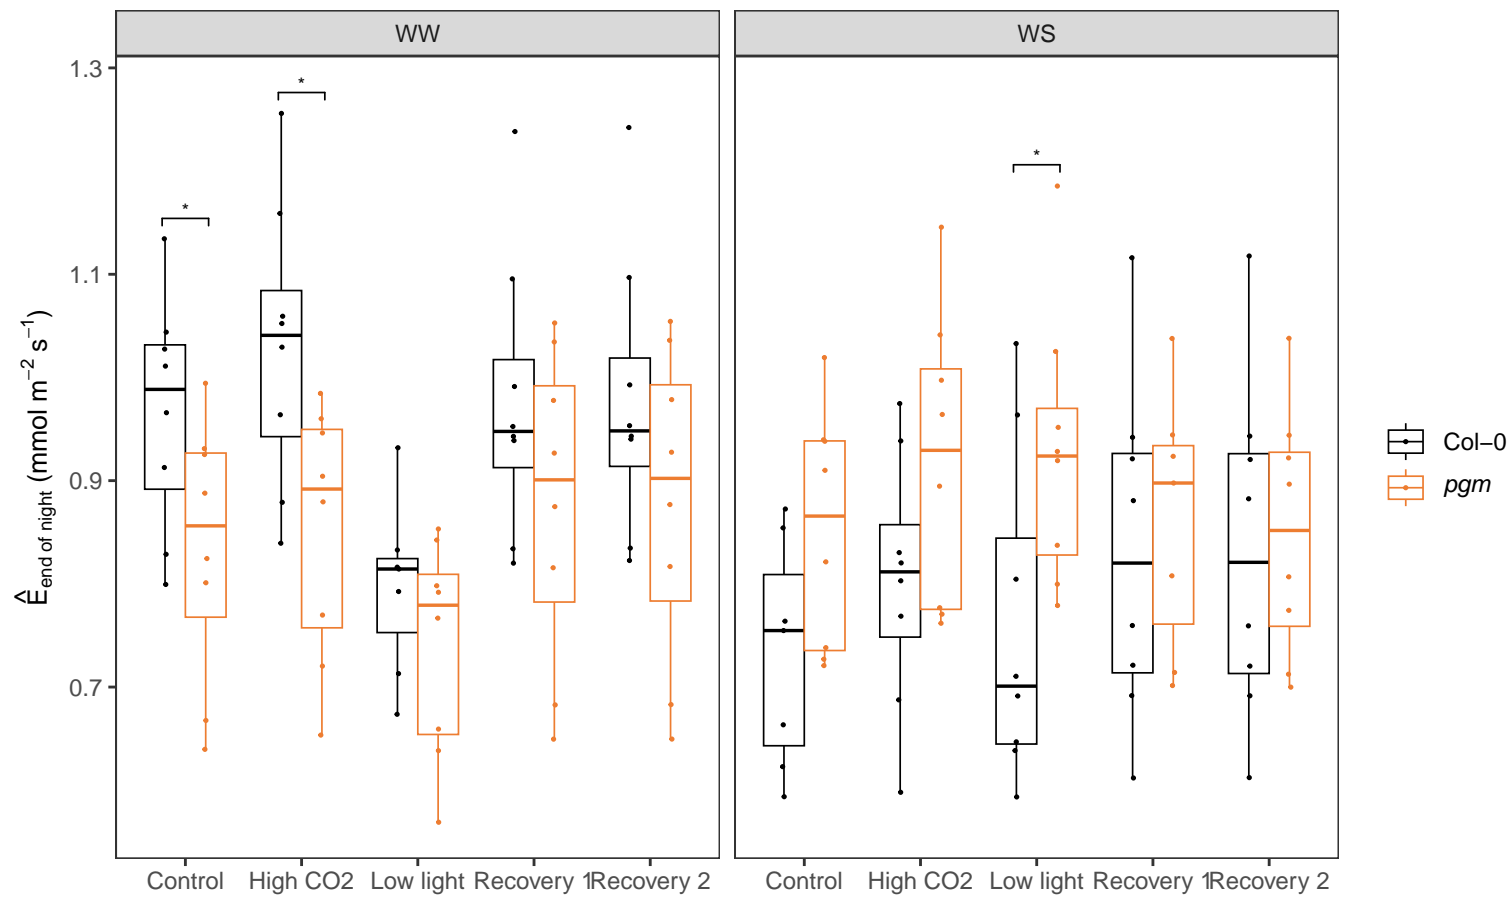 WW WS
1.3
1.1
0.9
0.7
Ê end of night (mmol m−2 s−1)
*
*
*
Control High CO2 Low light Recovery 1 Recovery 2
Control High CO2 Low light Recovery 1 Recovery 2
Col−0
pgm